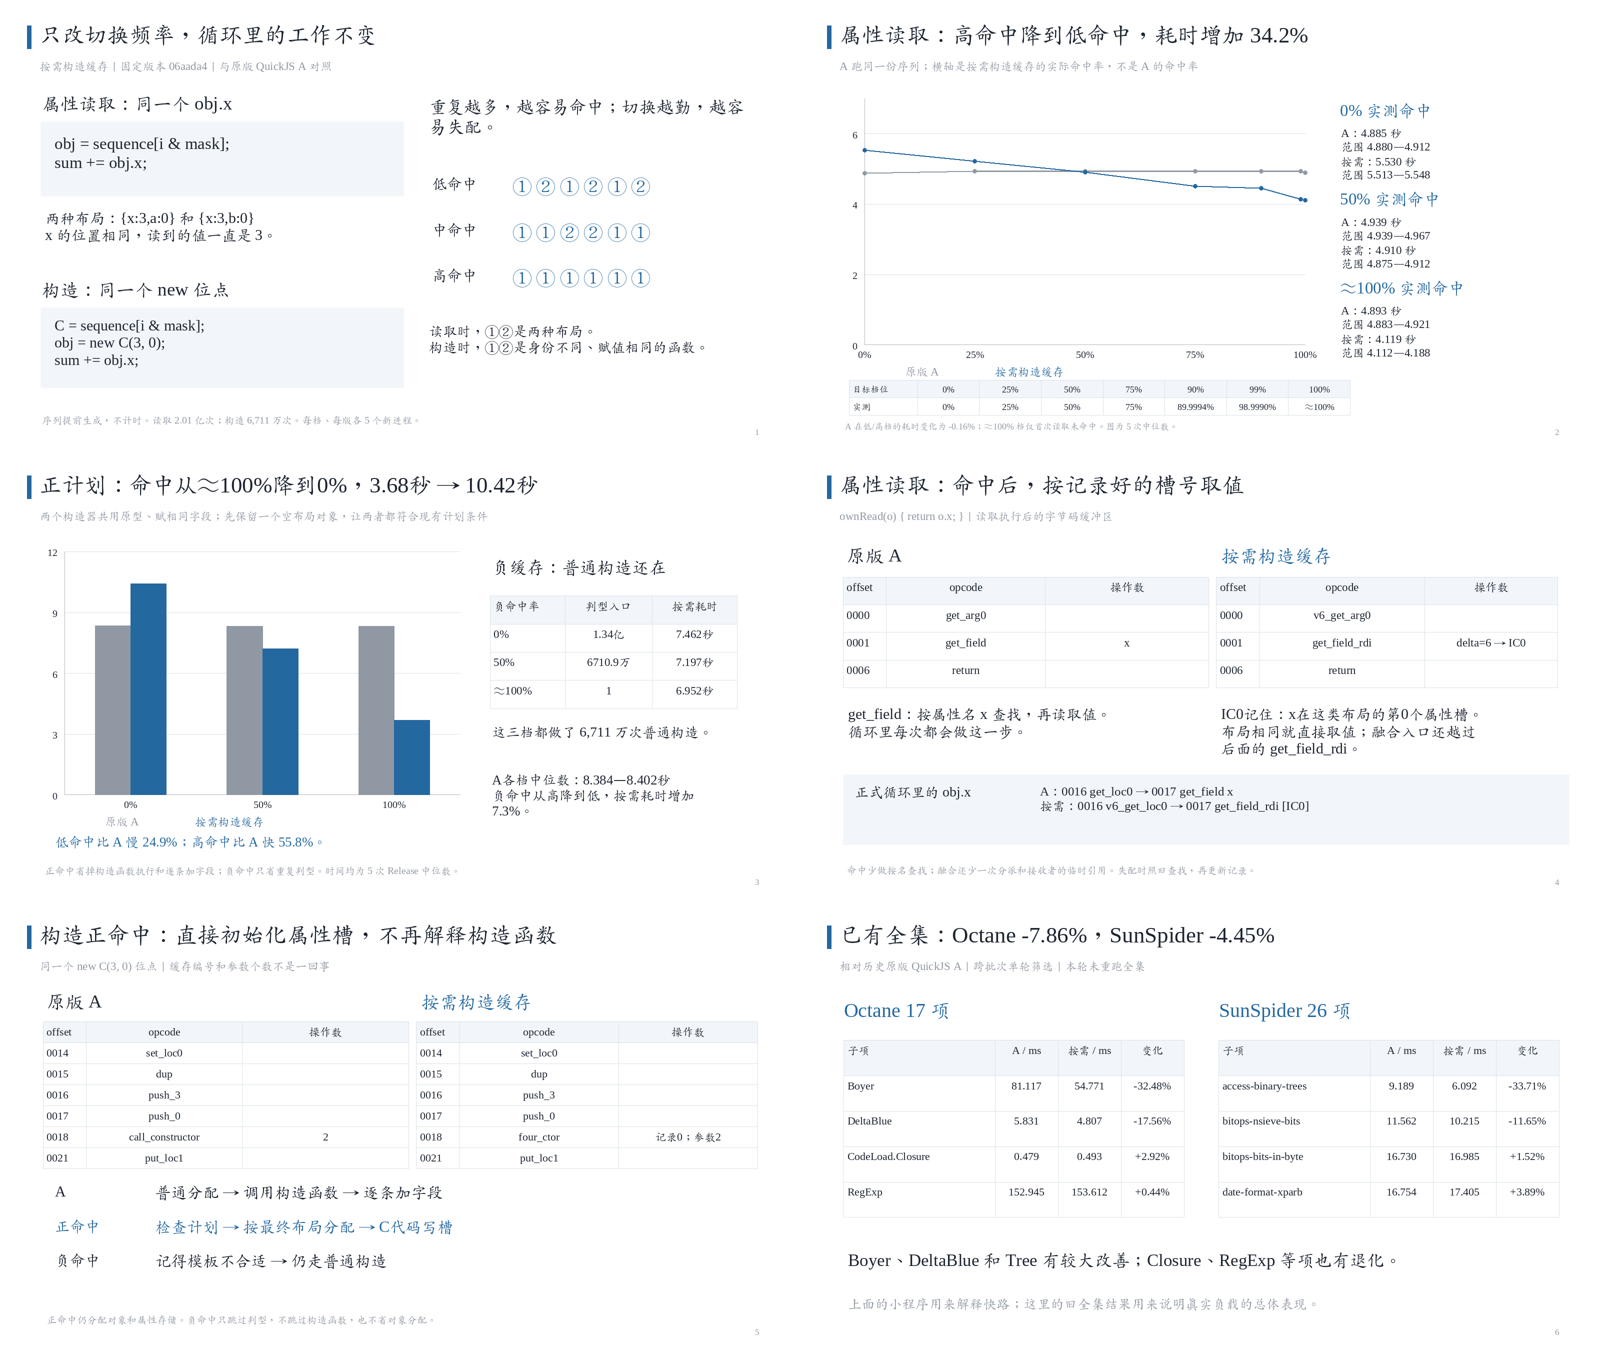 只改切换频率，循环里的工作不变
按需构造缓存 | 固定版本 06aada4 | 与原版 QuickJS A 对照
属性读取：同一个 obj.x
obj = sequence[i & mask];
sum += obj.x;
两种布局：{x:3,a:0} 和 {x:3,b:0}
x 的位置相同，读到的值一直是 3。
构造：同一个 new 位点
C = sequence[i & mask];
obj = new C(3, 0);
sum += obj.x;
重复越多，越容易命中；切换越勤，越容
易失配。
低命中 ①②①②①②
中命中 ①①②②①①
高命中 ①①①①①①
读取时，①②是两种布局。
构造时，①②是身份不同、赋值相同的函数。
序列提前生成，不计时。读取 2.01 亿次；构造 6,711 万次。每档、每版各 5 个新进程。
1
属性读取：高命中降到低命中，耗时增加 34.2%
A 跑同一份序列；横轴是按需构造缓存的实际命中率，不是 A 的命中率
6
4
2
0
0% 25% 50% 75% 100%
原版 A 按需构造缓存
0% 实测命中
A：4.885 秒
范围 4.880—4.912
按需：5.530 秒
范围 5.513—5.548
50% 实测命中
A：4.939 秒
范围 4.939—4.967
按需：4.910 秒
范围 4.875—4.912
≈100% 实测命中
A：4.893 秒
范围 4.883—4.921
按需：4.119 秒
范围 4.112—4.188
目标档位 0% 25% 50% 75% 90% 99% 100%
实测 0% 25% 50% 75% 89.9994% 98.9990% ≈100%
A 在低/高档的耗时变化为 -0.16%；≈100% 档仅首次读取未命中。图为 5 次中位数。
2
正计划：命中从≈100%降到0%，3.68秒 → 10.42秒
两个构造器共用原型、赋相同字段；先保留一个空布局对象，让两者都符合现有计划条件
12
9
6
3
0
0% 50% 100%
原版 A 按需构造缓存
低命中比 A 慢 24.9%；高命中比 A 快 55.8%。
负缓存：普通构造还在
负命中率 判型入口 按需耗时
0% 1.34亿 7.462秒
50% 6710.9万 7.197秒
≈100% 1 6.952秒
这三档都做了 6,711 万次普通构造。
A各档中位数：8.384—8.402秒
负命中从高降到低，按需耗时增加
7.3%。
正命中省掉构造函数执行和逐条加字段；负命中只省重复判型。时间均为 5 次 Release 中位数。
3
属性读取：命中后，按记录好的槽号取值
ownRead(o) { return o.x; } | 读取执行后的字节码缓冲区
原版 A
offset opcode 操作数
0000 get_arg0
0001 get_field x
0006 return
按需构造缓存
offset opcode 操作数
0000 v6_get_arg0
0001 get_field_rdi delta=6 → IC0
0006 return
get_field：按属性名 x 查找，再读取值。
循环里每次都会做这一步。
IC0记住：x在这类布局的第0个属性槽。
布局相同就直接取值；融合入口还越过
后面的 get_field_rdi。
正式循环里的 obj.x
A：0016 get_loc0 → 0017 get_field x
按需：0016 v6_get_loc0 → 0017 get_field_rdi [IC0]
命中少做按名查找；融合还少一次分派和接收者的临时引用。失配时照旧查找，再更新记录。
4
构造正命中：直接初始化属性槽，不再解释构造函数
同一个 new C(3, 0) 位点 | 缓存编号和参数个数不是一回事
原版 A
offset opcode 操作数
0014 set_loc0
0015 dup
0016 push_3
0017 push_0
0018 call_constructor 2
0021 put_loc1
按需构造缓存
offset opcode 操作数
0014 set_loc0
0015 dup
0016 push_3
0017 push_0
0018 four_ctor 记录0；参数2
0021 put_loc1
A 普通分配 → 调用构造函数 → 逐条加字段
正命中 检查计划 → 按最终布局分配 → C代码写槽
负命中 记得模板不合适 → 仍走普通构造
正命中仍分配对象和属性存储。负命中只跳过判型，不跳过构造函数，也不省对象分配。
5
已有全集：Octane -7.86%，SunSpider -4.45%
相对历史原版 QuickJS A | 跨批次单轮筛选 | 本轮未重跑全集
Octane 17 项
子项 A / ms 按需 / ms 变化
Boyer 81.117 54.771 -32.48%
DeltaBlue 5.831 4.807 -17.56%
CodeLoad.Closure 0.479 0.493 +2.92%
RegExp 152.945 153.612 +0.44%
SunSpider 26 项
子项 A / ms 按需 / ms 变化
access-binary-trees 9.189 6.092 -33.71%
bitops-nsieve-bits 11.562 10.215 -11.65%
bitops-bits-in-byte 16.730 16.985 +1.52%
date-format-xparb 16.754 17.405 +3.89%
Boyer、DeltaBlue 和 Tree 有较大改善；Closure、RegExp 等项也有退化。
上面的小程序用来解释快路；这里的旧全集结果用来说明真实负载的总体表现。
6